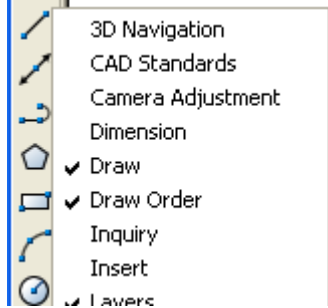 3D Navigation
CAD Standards
Camera Adjustment
Dimension
Draw
Draw Order
Inquiry
Insert
Layers